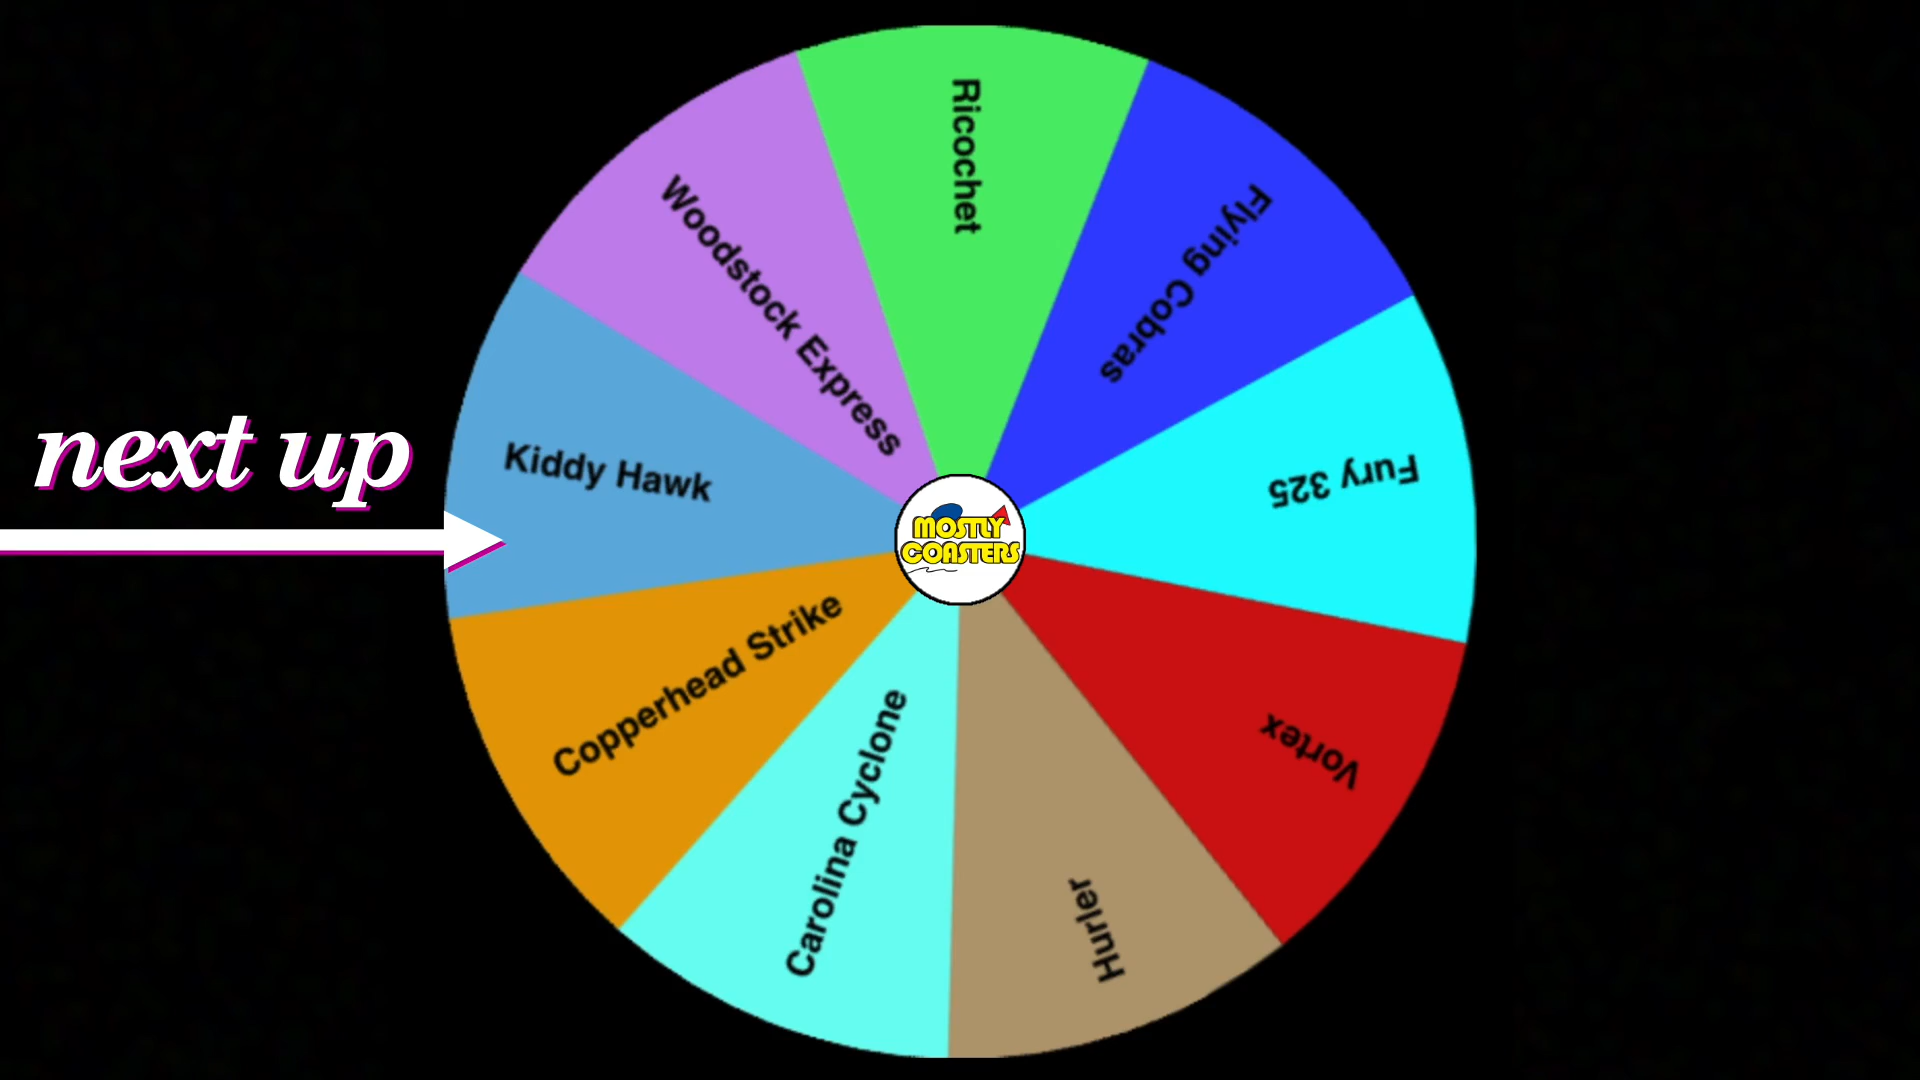 next up
Ricochet
Flying Cobras
Fury 325
Vortex
Hurler
Carolina Cyclone
Copperhead Strike
Kiddy Hawk
Woodstock Express
MOSTLY
COASTERS